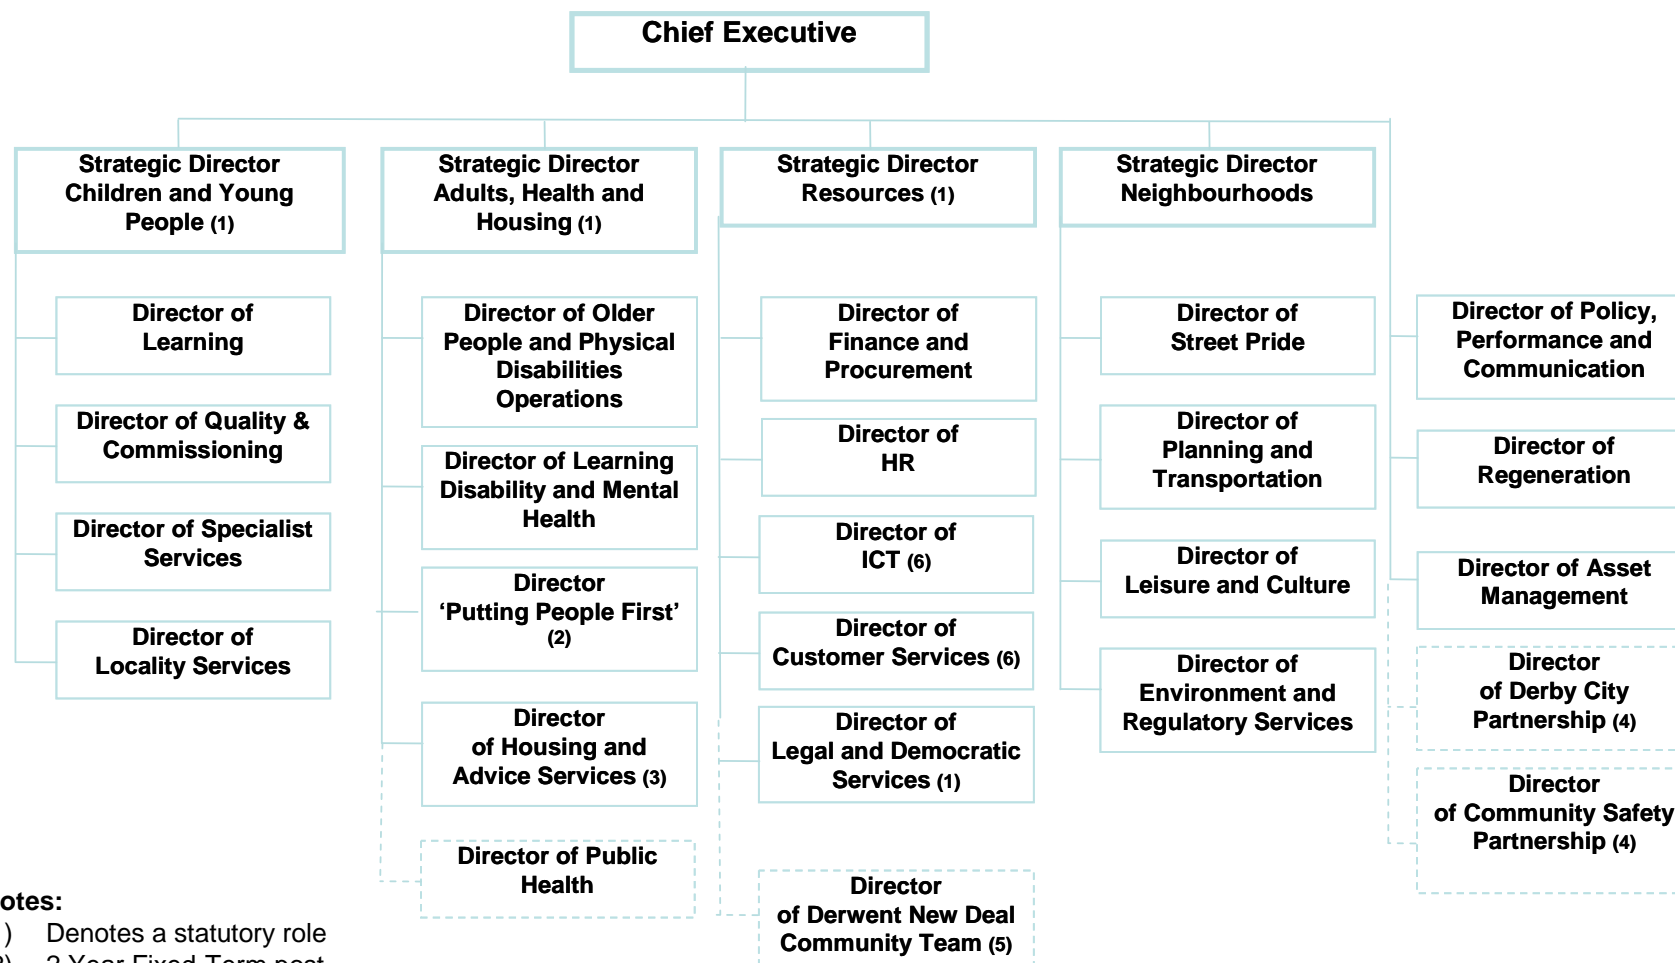 Chief Executive
Strategic Director
Children and Young
People (1)
Strategic Director
Adults, Health and
Housing (1)
Strategic Director
Resources (1)
Strategic Director
Neighbourhoods
Director of
Learning
Director of Quality &
Commissioning
Director of Specialist
Services
Director of
Locality Services
Director of Older
People and Physical
Disabilities
Operations
Director of Learning
Disability and Mental
Health
Director
‘Putting People First’
(2)
Director
of Housing and
Advice Services (3)
Director of Public
Health
Director of
Finance and
Procurement
Director of
HR
Director of
ICT (6)
Director of
Customer Services (6)
Director of
Legal and Democratic
Services (1)
Director
of Derwent New Deal
Community Team (5)
Director of
Street Pride
Director of
Planning and
Transportation
Director of
Leisure and Culture
Director of
Environment and
Regulatory Services
Director of Policy,
Performance and
Communication
Director of
Regeneration
Director of Asset
Management
Director
of Derby City
Partnership (4)
Director
of Community Safety
Partnership (4)
otes:
) Denotes a statutory role
Year Fixed Term post